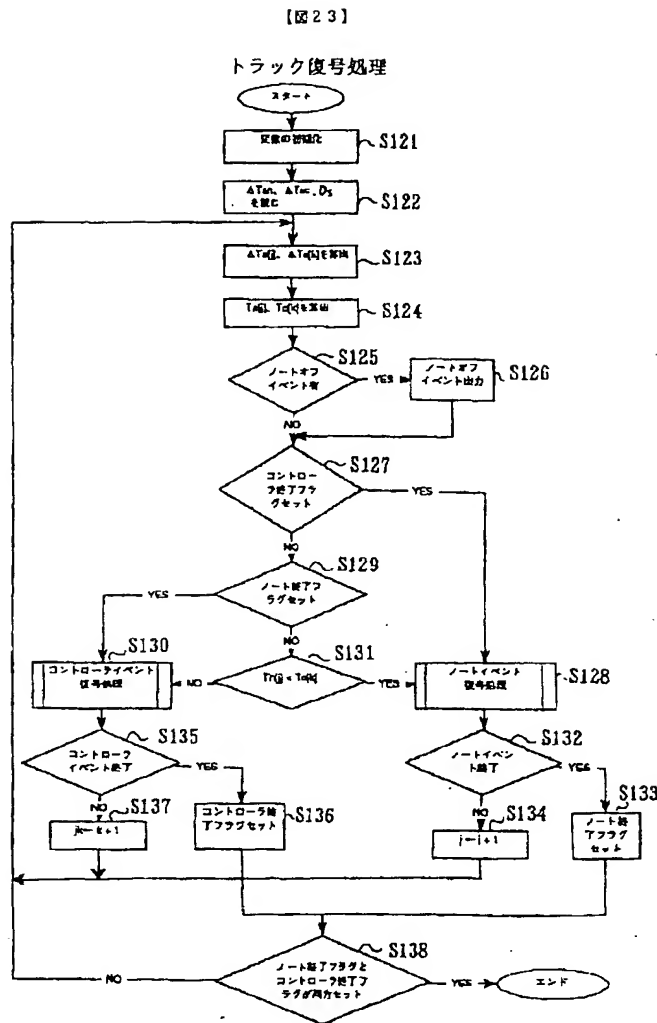 【図23】
トラック復号処理
スタート
変数の初期化
S121
ΔTsn、ΔTsc、Ds
を読む
S122
ΔTn[j]、ΔTc[k]を算出
S123
Tn[j]、Tc[k]を算出
S124
ノートオフ
イベント有
S125
YES
ノートオフ
イベント出力
S126
NO
コントロー
ラ終了フラ
グセット
S127
YES
NO
ノート終了フ
ラグセット
S129
YES
NO
コントローライベント
復号処理
S130
NO
Tn[j] < Tc[k]
S131
YES
ノートイベント
復号処理
S128
コントローラ
イベント終了
S135
YES
NO
ノートイベン
ト終了
S132
YES
NO
S137
コントローラ終
了フラグセット
S136
j←j+1
S134
ノート終
了フラグ
セット
S133
ノート終了フラグと
コントローラ終了フ
ラグが両方セット
S138
NO
YES
エンド